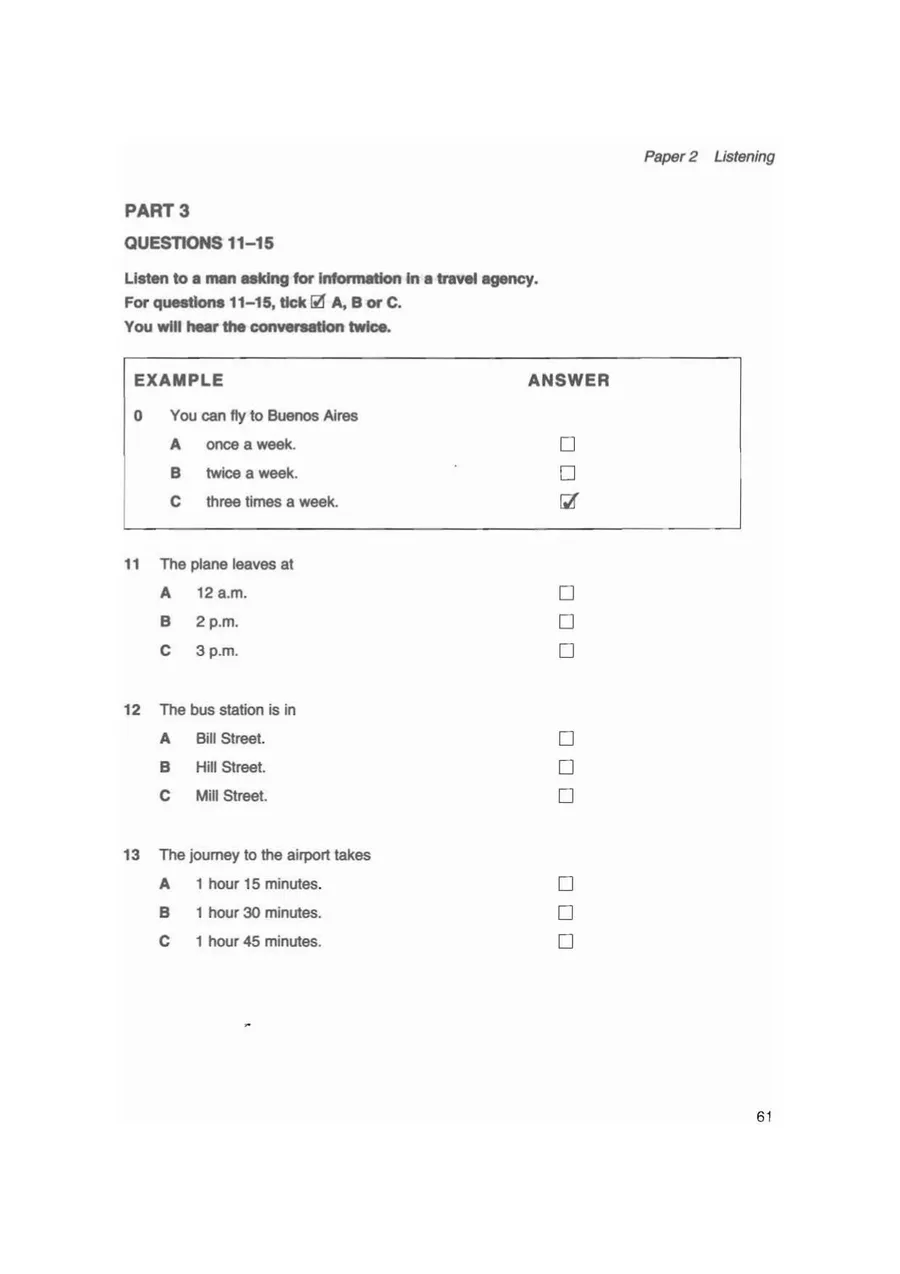 Paper 2 Listening
PART 3
QUESTIONS 11–15
Listen to a man asking for information in a travel agency.
For questions 11–15, tick ☑ A, B or C.
You will hear the conversation twice.
EXAMPLE ANSWER
0 You can fly to Buenos Aires
A once a week. ☐
B twice a week. ☐
C three times a week. ☑
11 The plane leaves at
A 12 a.m. ☐
B 2 p.m. ☐
C 3 p.m. ☐
12 The bus station is in
A Bill Street. ☐
B Hill Street. ☐
C Mill Street. ☐
13 The journey to the airport takes
A 1 hour 15 minutes. ☐
B 1 hour 30 minutes. ☐
C 1 hour 45 minutes. ☐
61